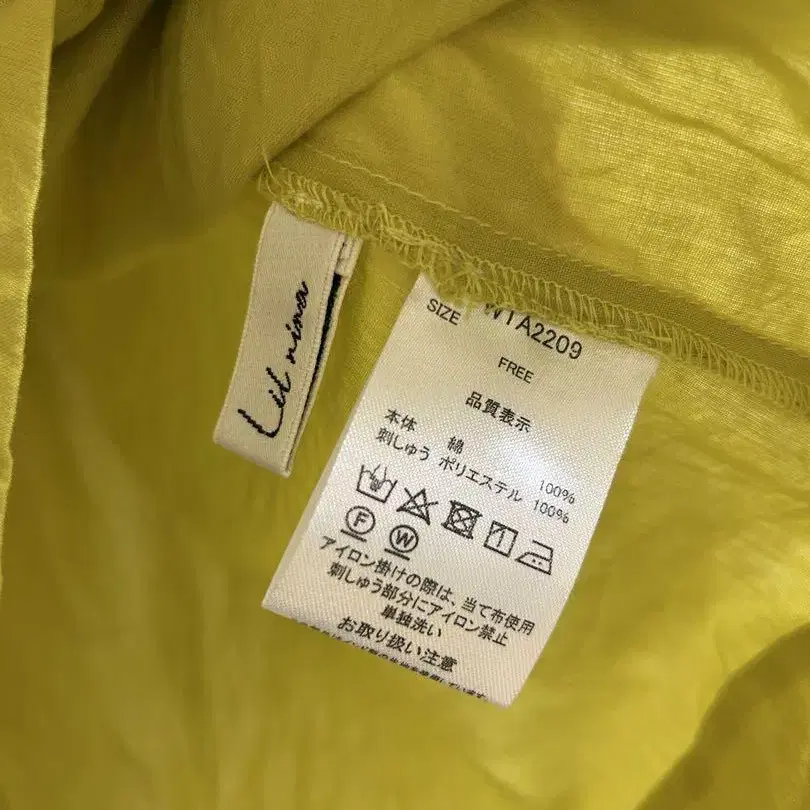 Lil nina
W1A2209
SIZE
FREE
品質表示
本体 綿 100%
刺しゅう ポリエステル 100%
F
W
アイロン掛けの際は、当て布使用
刺しゅう部分にアイロン禁止
単独洗い
お取り扱い注意